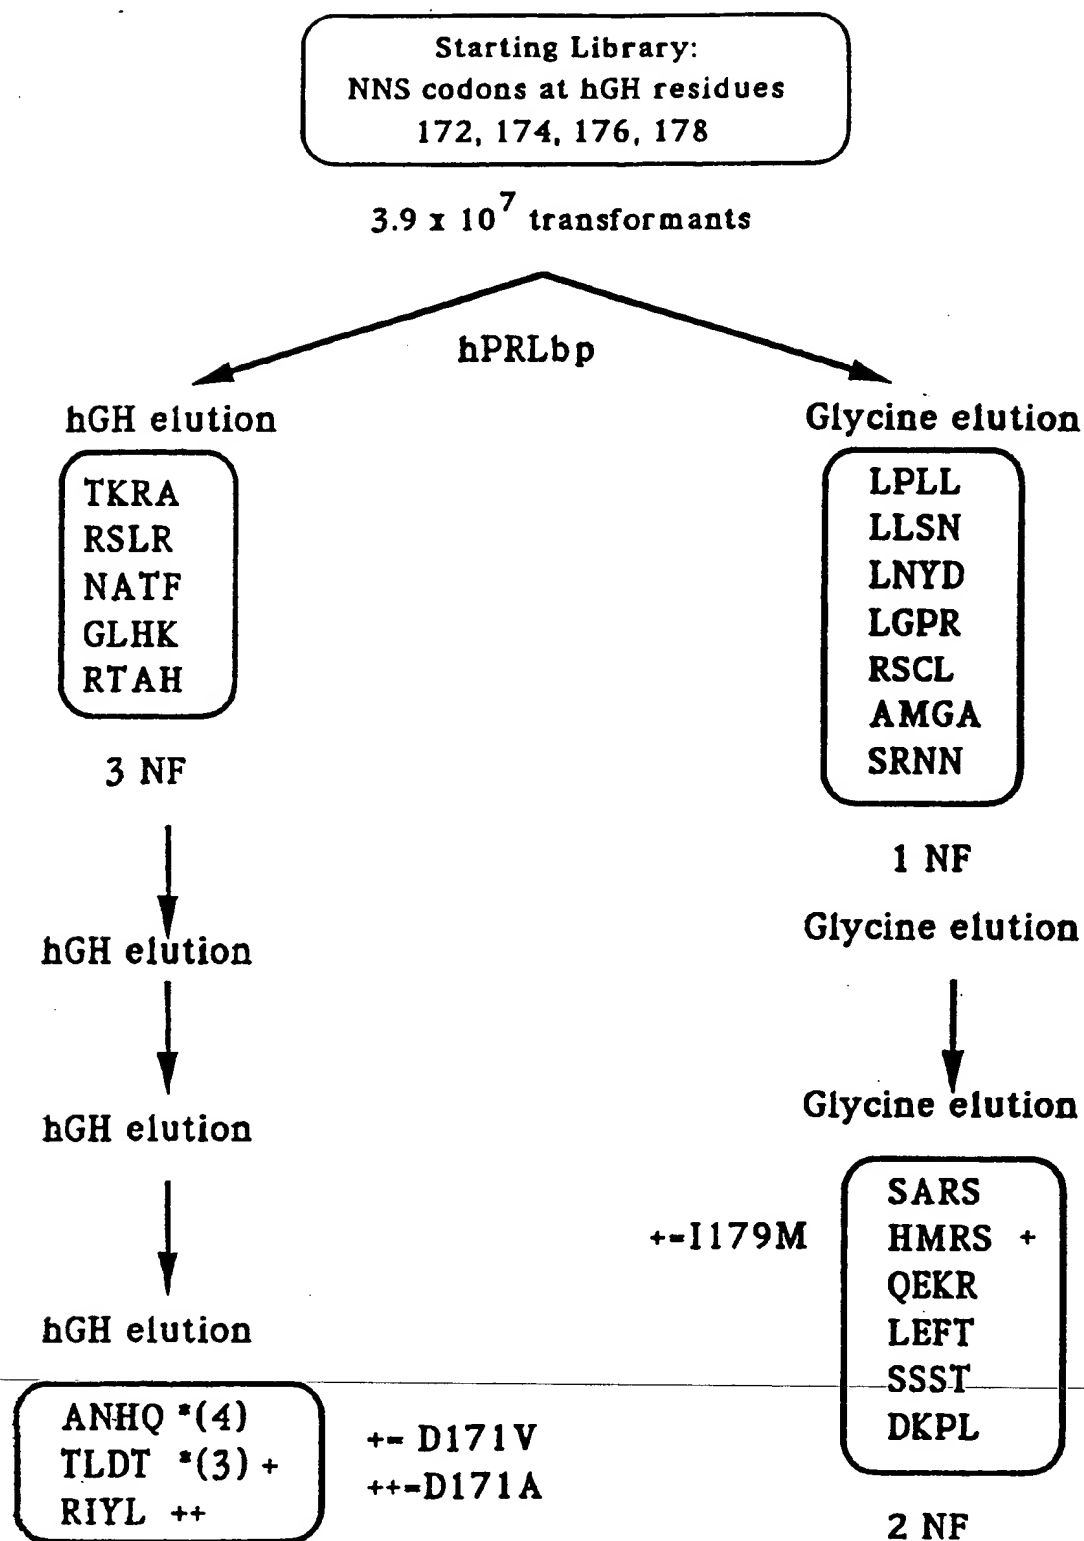 Starting Library:
NNS codons at hGH residues
172, 174, 176, 178
3.9 x 10^7 transformants
hPRLbp
hGH elution
TKRA
RSLR
NATF
GLHK
RTAH
3 NF
hGH elution
hGH elution
hGH elution
ANHQ *(4)
TLDT *(3) +
RIYL ++
+= D171V
++=D171A
Glycine elution
LPLL
LLSN
LNYD
LGPR
RSCL
AMGA
SRNN
1 NF
Glycine elution
Glycine elution
+=I179M
SARS
HMRS +
QEKR
LEFT
SSST
DKPL
2 NF